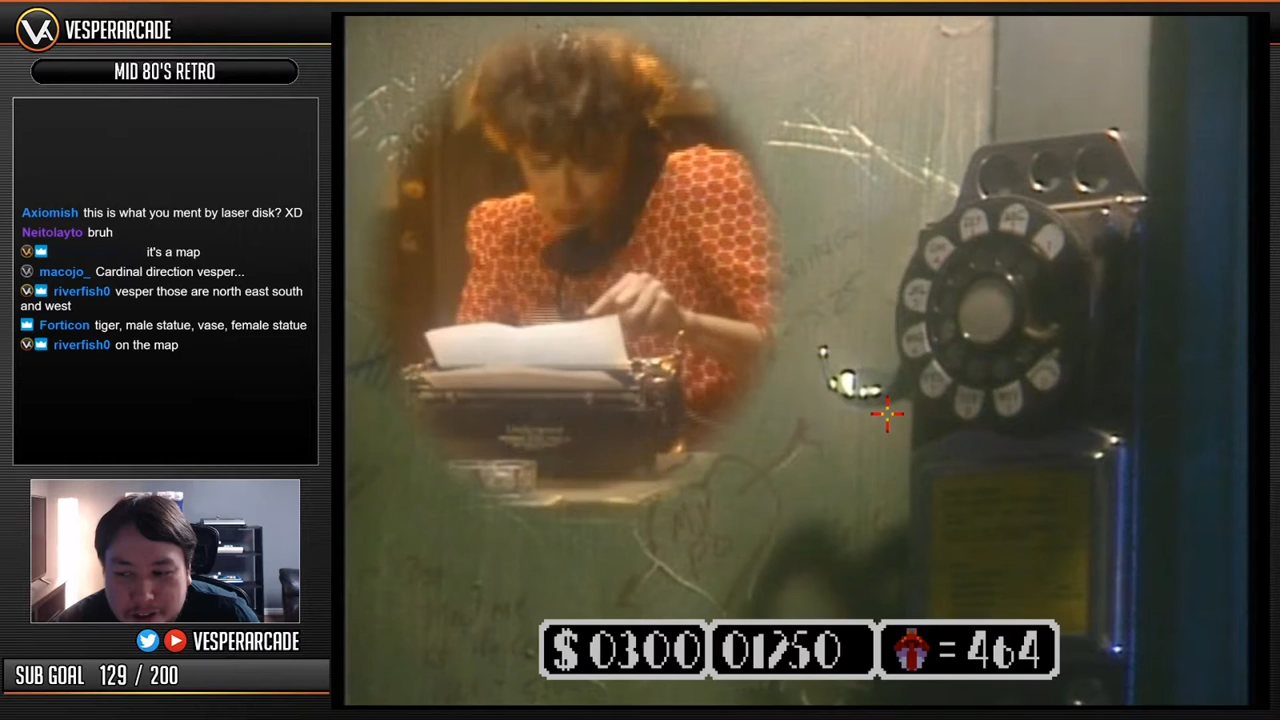 VESPERARCADE
MID 80'S RETRO
Axiomish this is what you ment by laser disk? XD
Neitolayto bruh
it's a map
macojo_ Cardinal direction vesper...
riverfish0 vesper those are north east south
and west
Forticon tiger, male statue, vase, female statue
riverfish0 on the map
VESPERARCADE
SUB GOAL 129 / 200
Underwood
$ 0300 01250 = 464